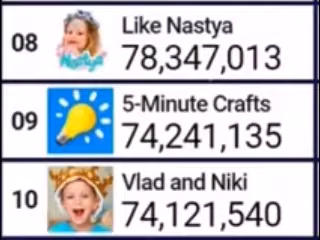 08
Like Nastya
Nastya
78,347,013
09
5-Minute Crafts
74,241,135
10
Vlad and Niki
74,121,540